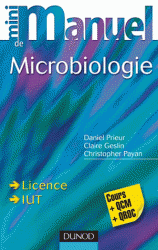 mini
Manuel
de
Microbiologie
Daniel Prieur
Claire Geslin
Christopher Payan
Licence
IUT
Cours
+ QCM
+ QROC
DUNOD